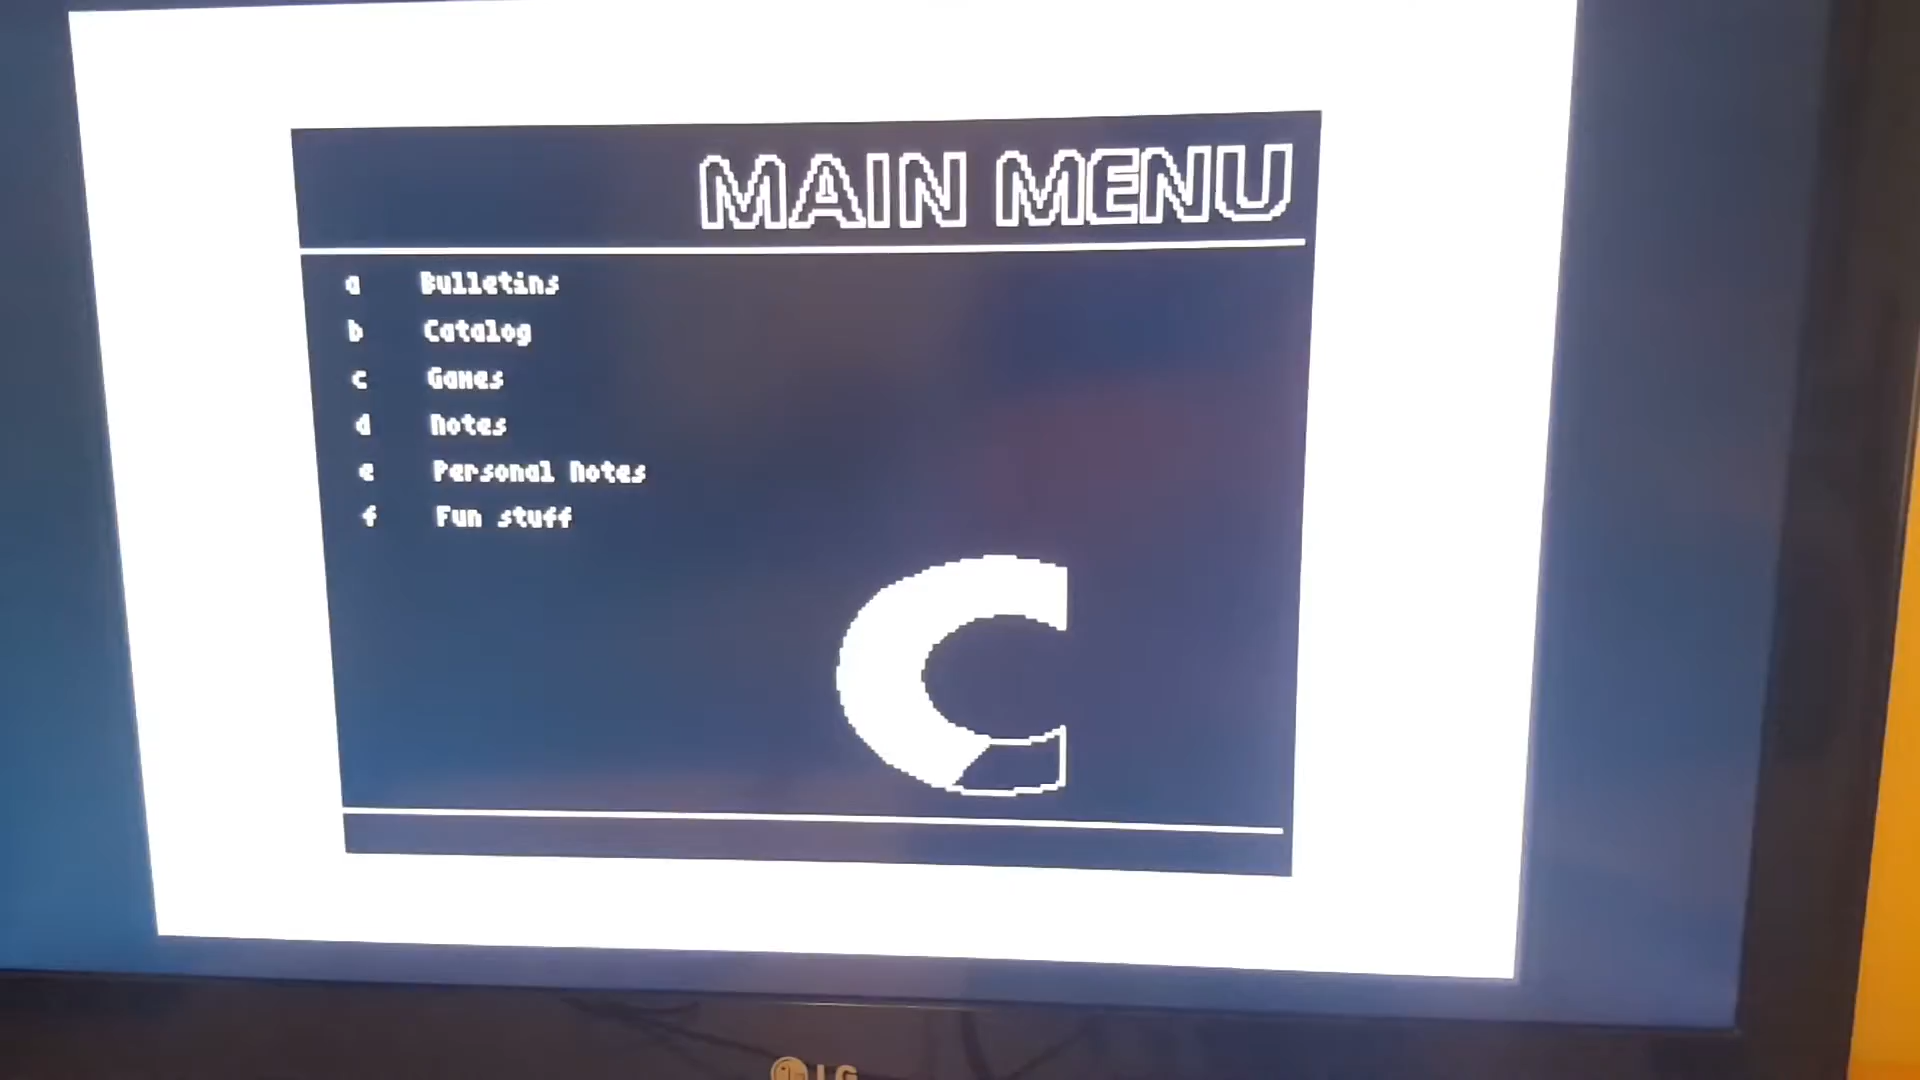 MAIN MENU
a Bulletins
b Catalog
c Games
d Notes
e Personal Notes
f Fun stuff
C
LG